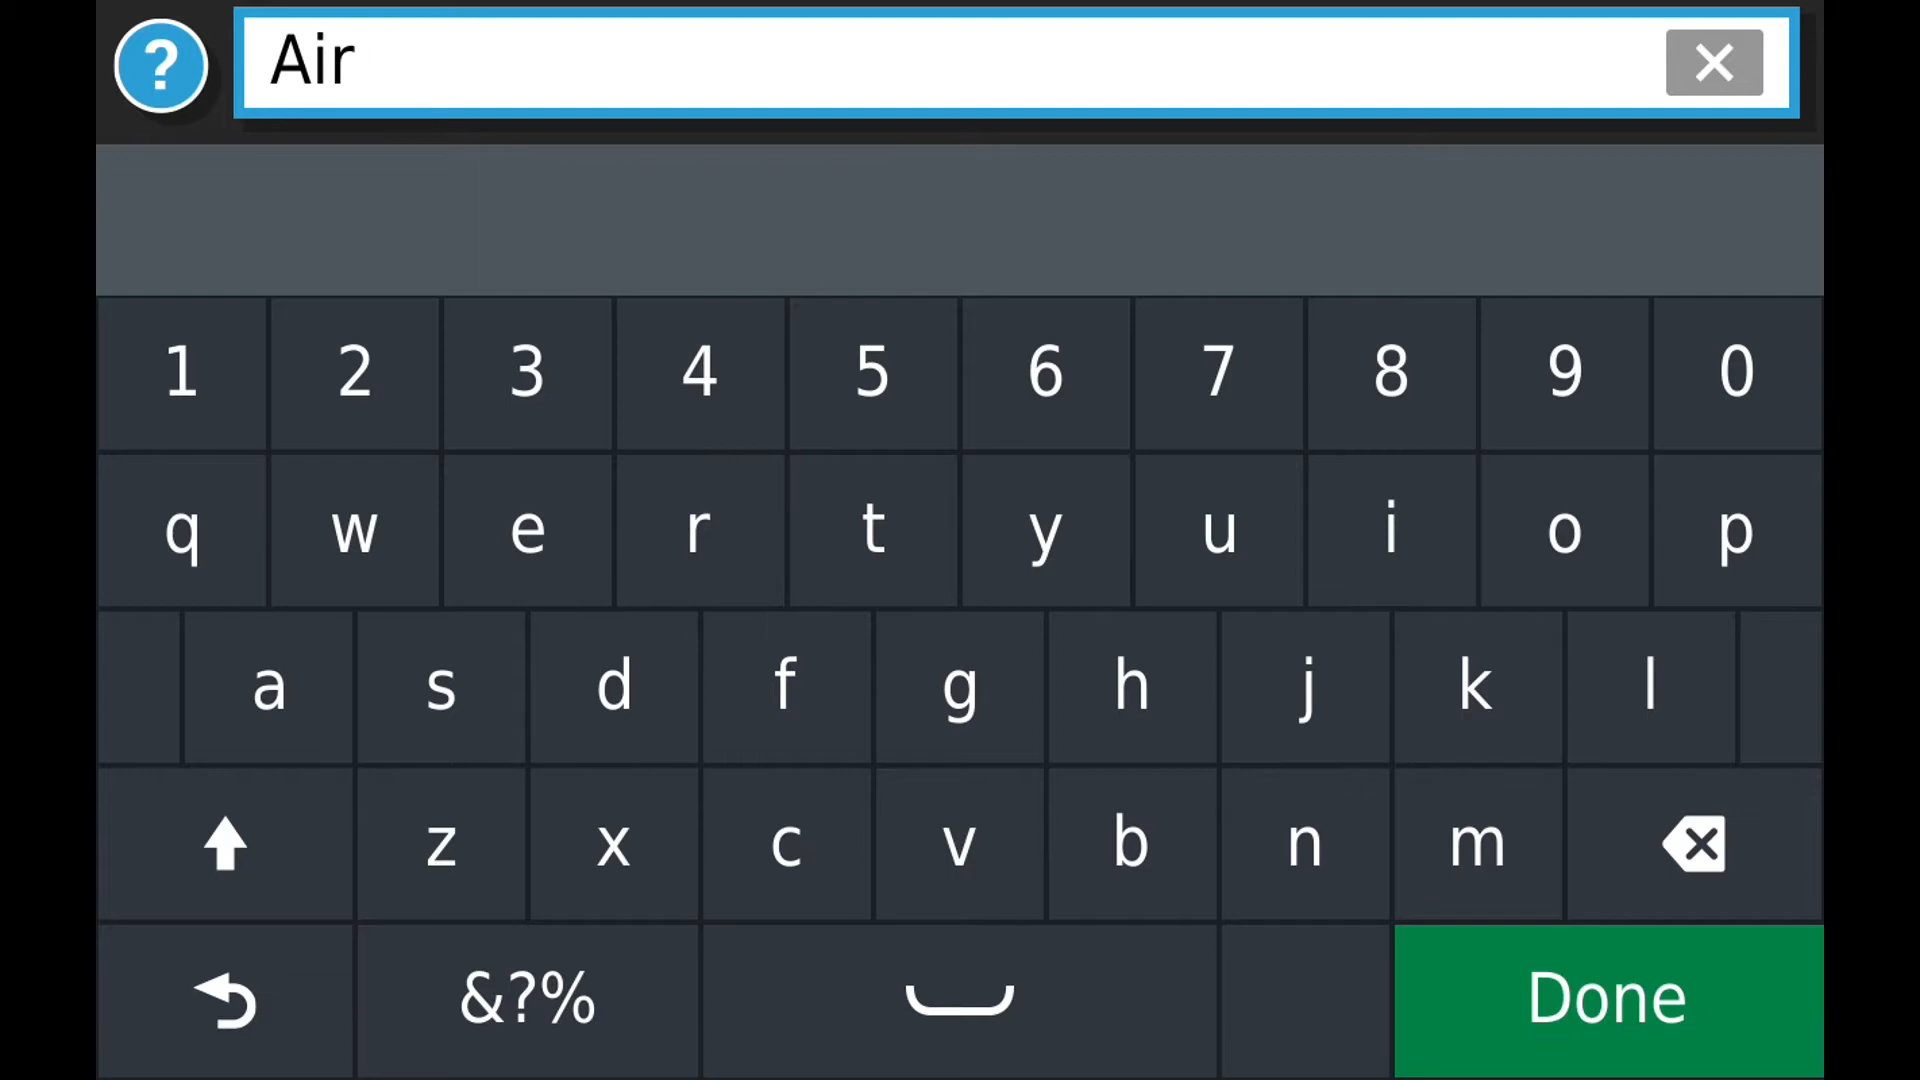 ?
Air
1 2 3 4 5 6 7 8 9 0
q w e r t y u i o p
a s d f g h j k l
z x c v b n m
&?% Done